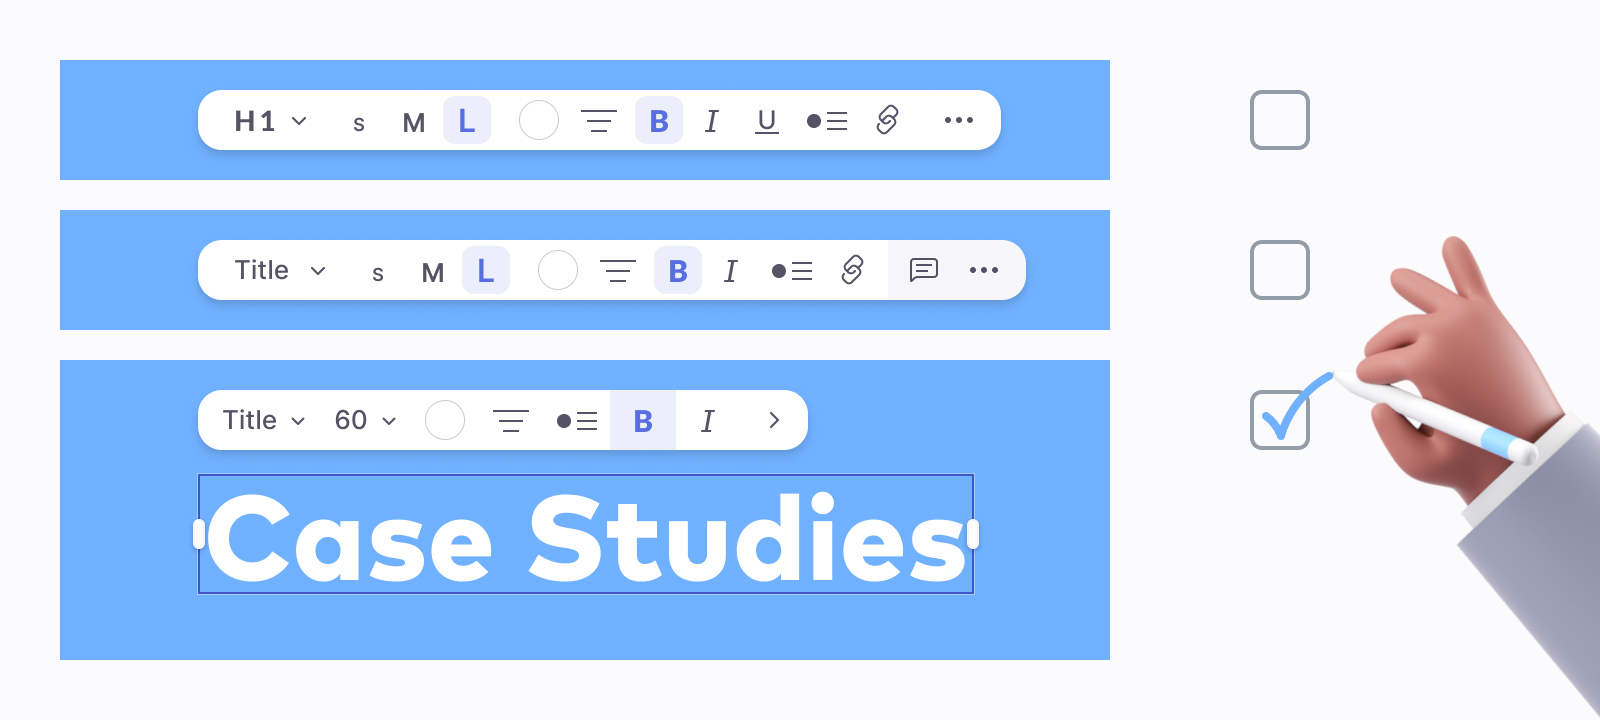 H1 s M L B I U
Title s M L B I
Title 60 B I
Case Studies